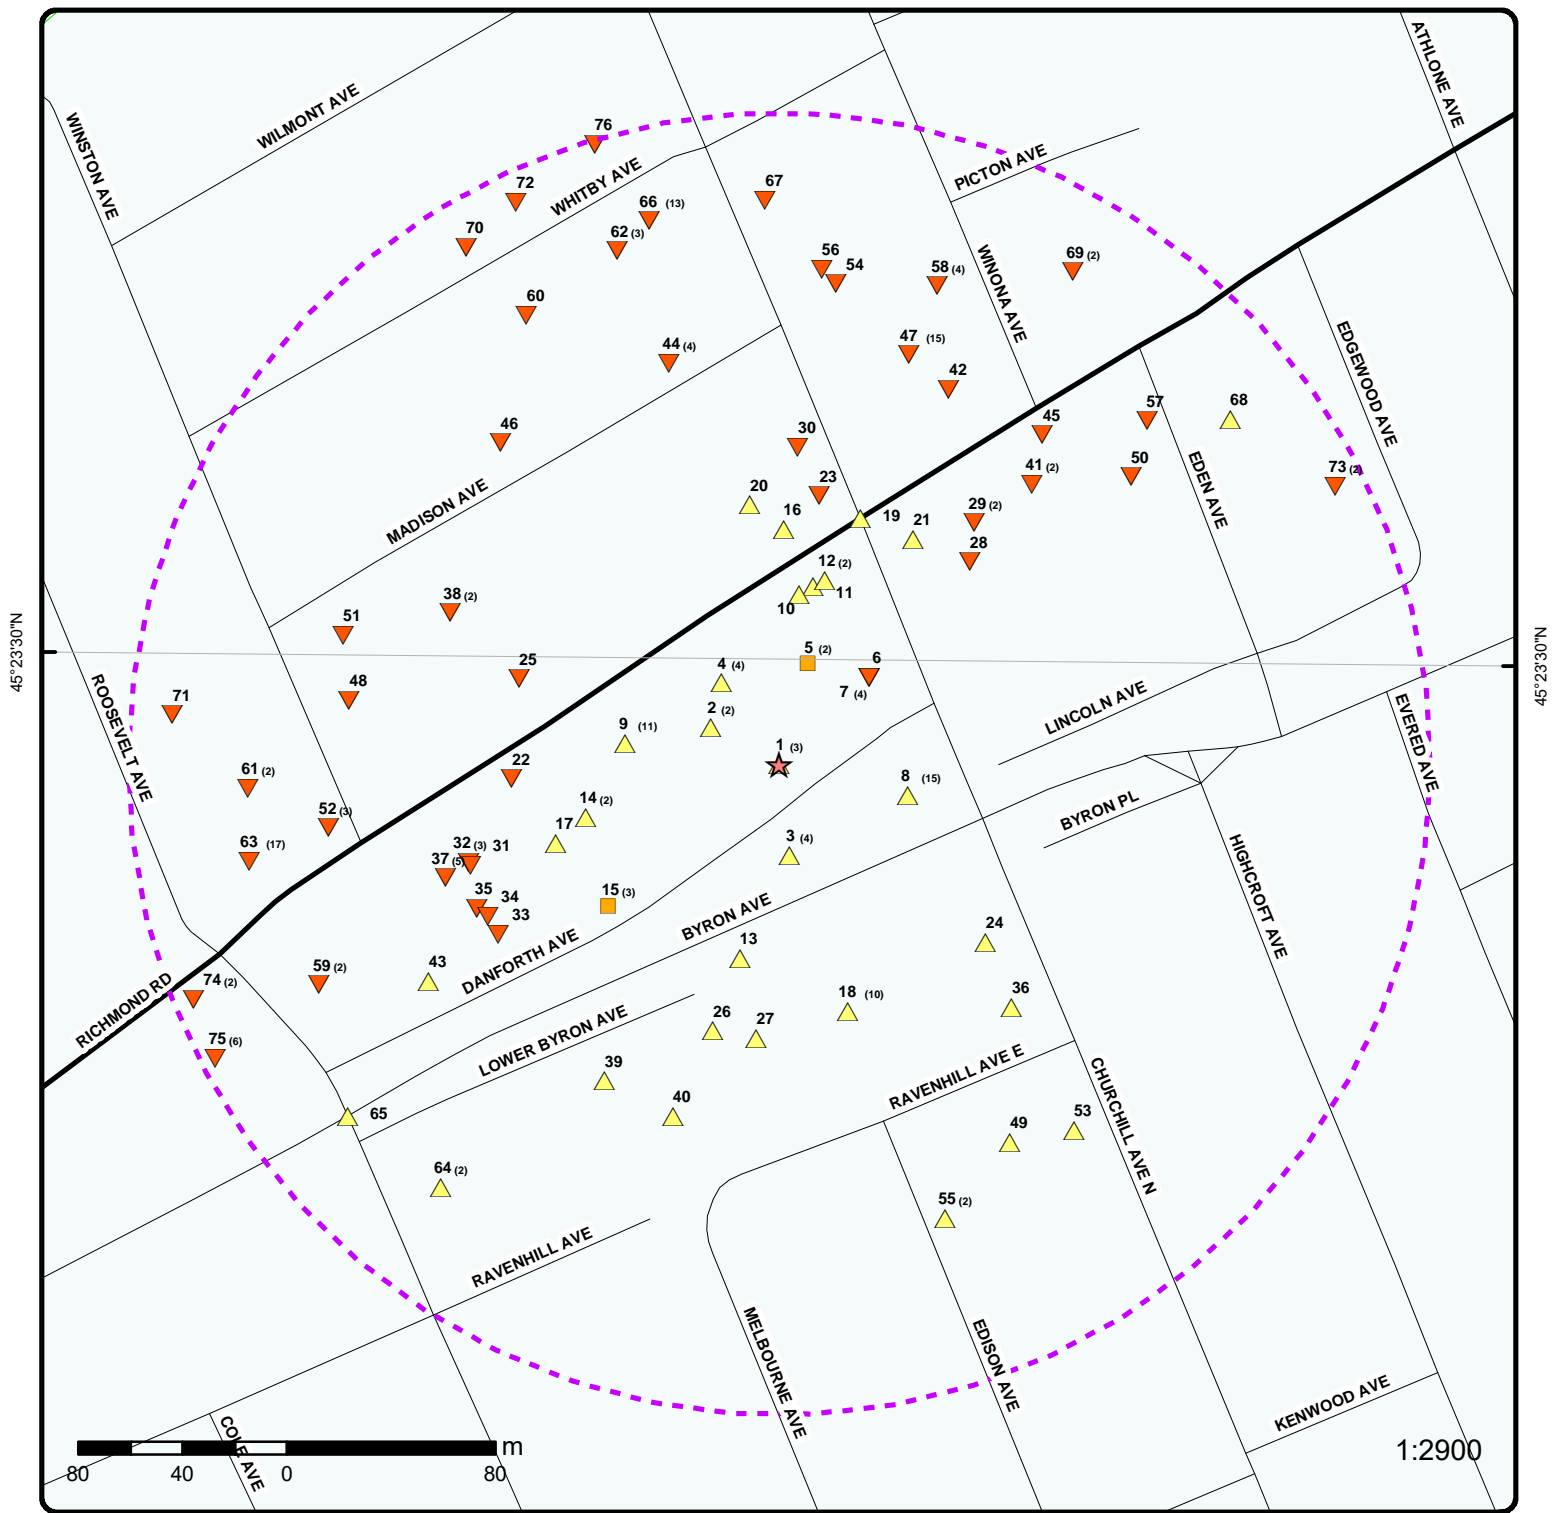 ATHLONE AVE
WILMONT AVE
WINSTON AVE
76
PICTON AVE
WHITBY AVE
72
67
66 (13)
70
62 (3)
56
54
58 (4)
69 (2)
WINONA AVE
60
EDGEWOOD AVE
44 (4)
47 (15)
42
46
30
45
57
68
MADISON AVE
20
23
41 (2)
50
EDEN AVE
73 (2)
16
19
21
29 (2)
28
12 (2)
11
10
38 (2)
51
45°23'30"N
45°23'30"N
5 (2)
6
4 (4)
7 (4)
25
48
71
ROOSEVELT AVE
LINCOLN AVE
EVERED AVE
2 (2)
9 (11)
1 (3)
22
61 (2)
8 (15)
BYRON PL
14 (2)
52 (3)
17
3 (4)
63 (17)
32 (3)
31
37 (5)
HIGHCROFT AVE
35
34
33
15 (3)
BYRON AVE
DANFORTH AVE
13
24
43
59 (2)
74 (2)
RICHMOND RD
18 (10)
36
26
27
75 (6)
LOWER BYRON AVE
39
RAVENHILL AVE E
CHURCHILL AVE N
40
65
49
53
64 (2)
55 (2)
RAVENHILL AVE
MELBOURNE AVE
EDISON AVE
KENWOOD AVE
COLE AVE
m
80 40 0 80
1:2900